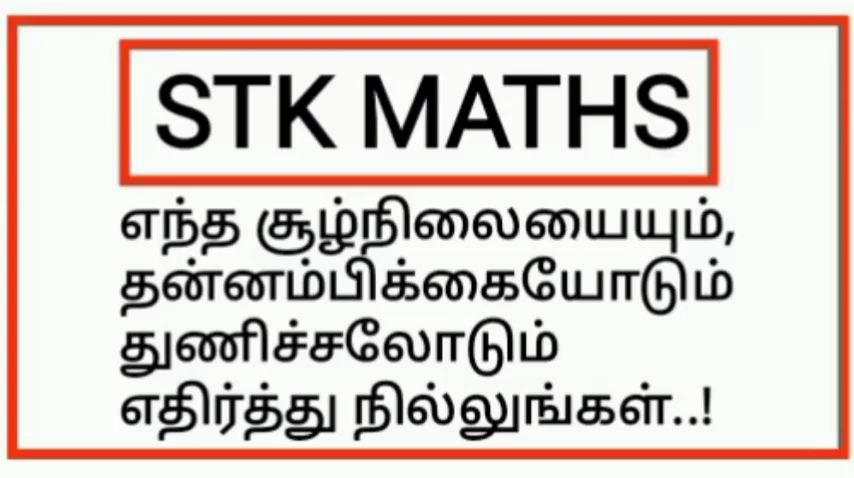 STK MATHS
எந்த சூழ்நிலையையும்,
தன்னம்பிக்கையோடும்
துணிச்சலோடும்
எதிர்த்து நில்லுங்கள்..!